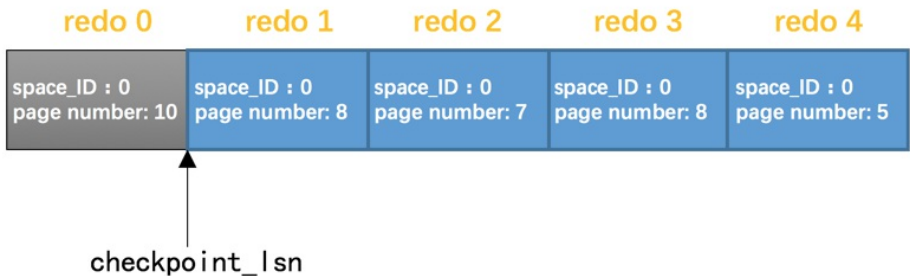 redo 0 redo 1 redo 2 redo 3 redo 4
space_ID：0 space_ID：0 space_ID：0 space_ID：0 space_ID：0
page number: 10 page number: 8 page number: 7 page number: 8 page number: 5
checkpoint_lsn